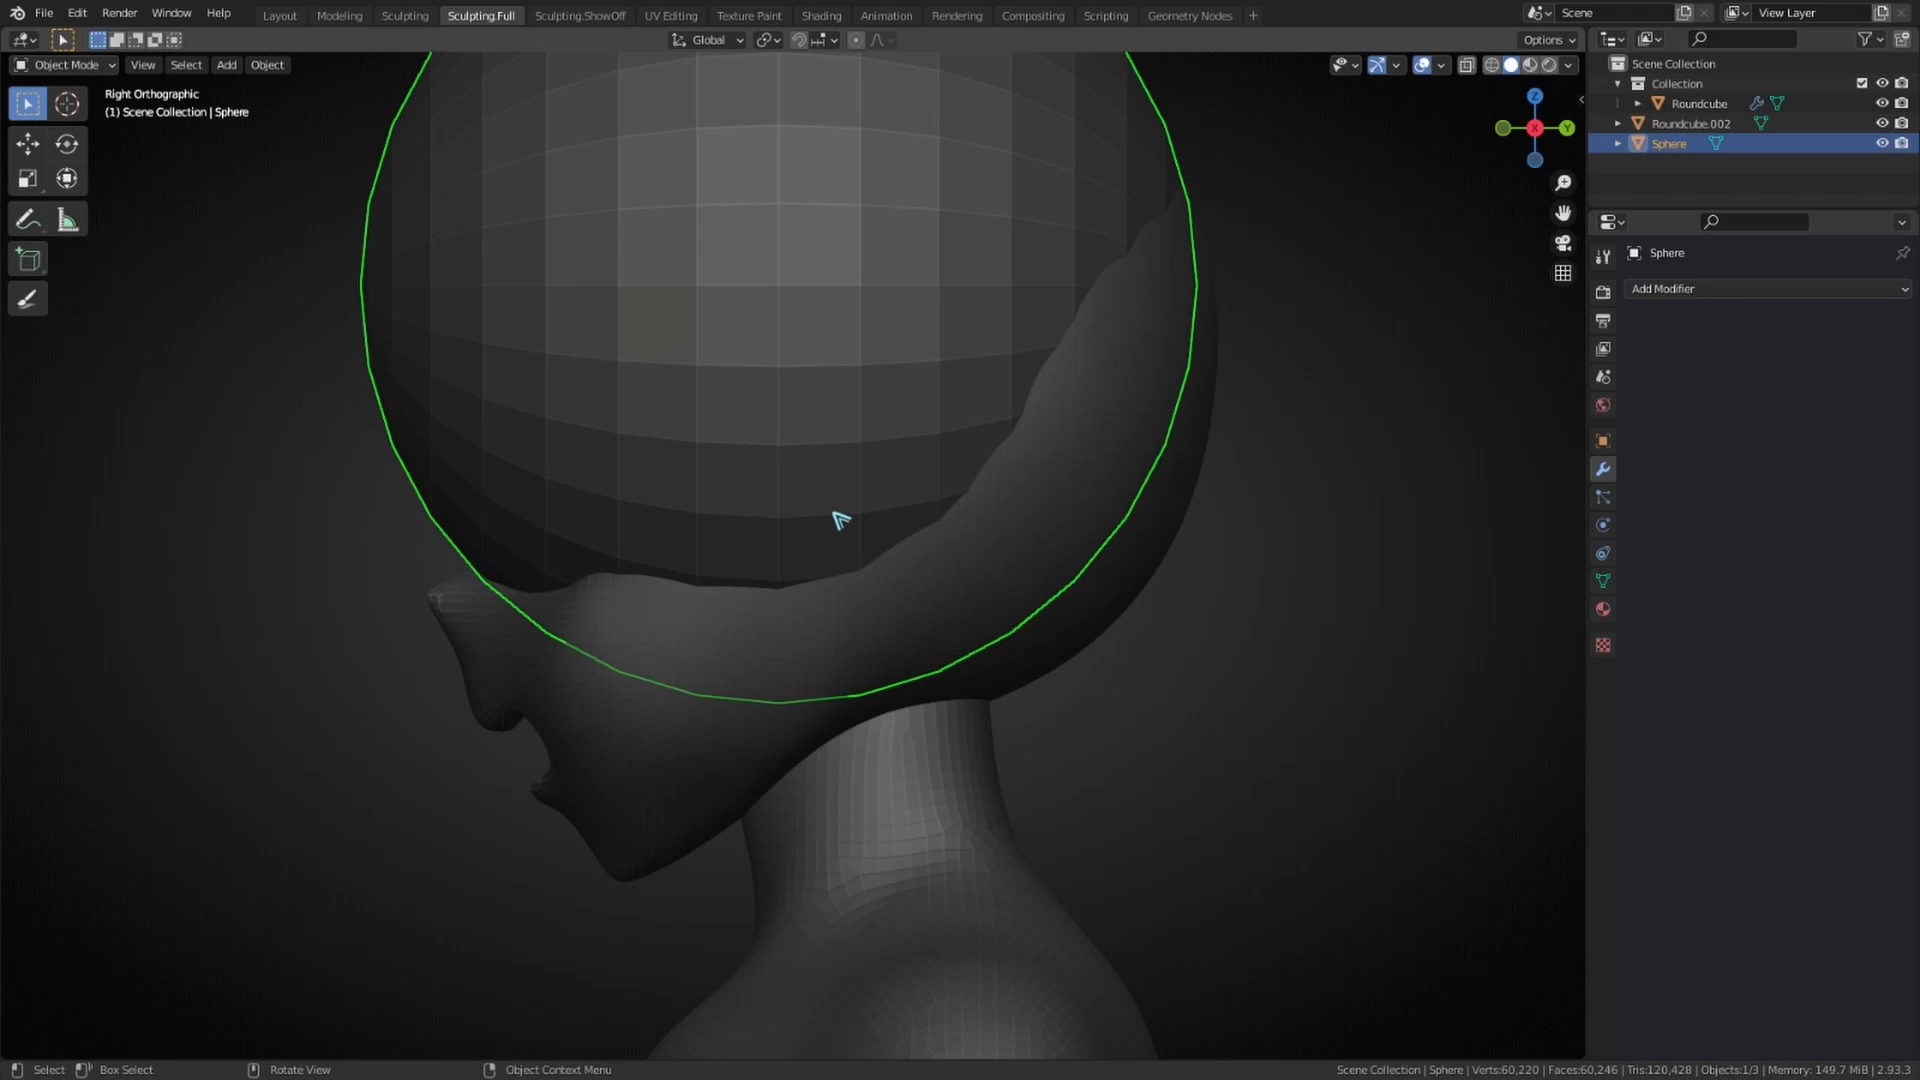 File Edit Render Window Help Layout Modeling Sculpting Sculpting.Full Sculpting.ShowOff UV Editing Texture Paint Shading Animation Rendering Compositing Scripting Geometry Nodes + Scene View Layer
Global Options
Object Mode View Select Add Object
Right Orthographic
(1) Scene Collection | Sphere
Z
X
Y
Scene Collection
Collection
Roundcube
Roundcube.002
Sphere
Sphere
Add Modifier
Select Box Select Rotate View Object Context Menu Scene Collection | Sphere | Verts:60,220 | Faces:60,246 | Tris:120,428 | Objects:1/3 | Memory: 149.7 MiB | 2.93.3